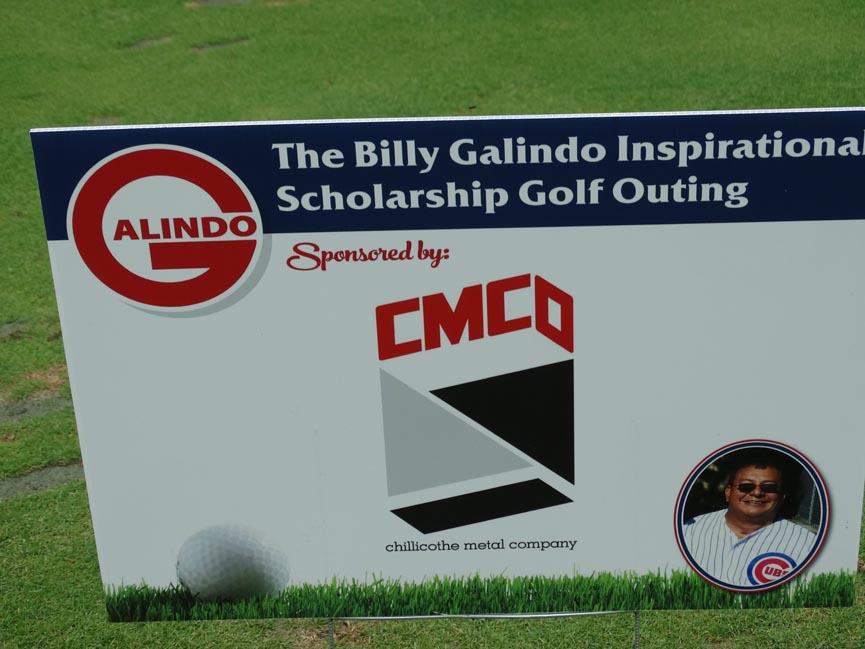 The Billy Galindo Inspirational
Scholarship Golf Outing
GALINDO
Sponsored by:
CMCO
chillicothe metal company
CUBS